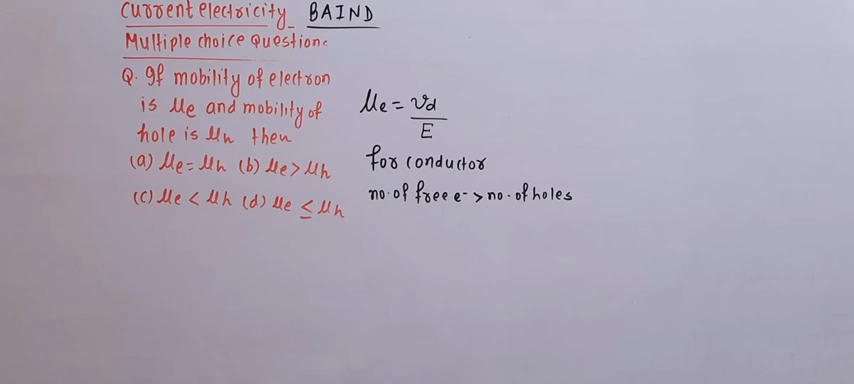 Current electricity BAIND
Multiple choice Question:
Q. If mobility of electron
is μe and mobility of
hole is μh then
(a) μe = μh (b) μe > μh
(c) μe < μh (d) μe ≤ μh
μe = vd
E
for conductor
no. of free e- > no. of holes